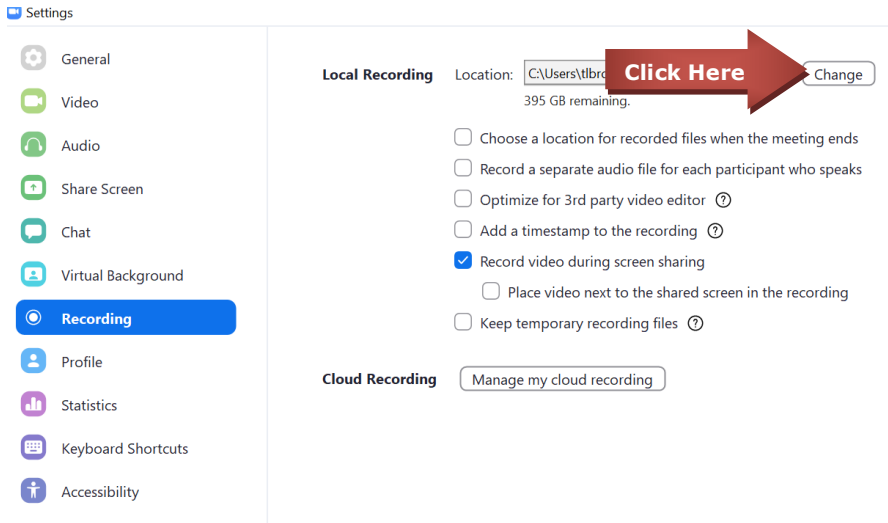 Settings
General
Video
Audio
Share Screen
Chat
Virtual Background
Recording
Profile
Statistics
Keyboard Shortcuts
Accessibility
Local Recording Location: C:\Users\tlbro Click Here Change
395 GB remaining.
Choose a location for recorded files when the meeting ends
Record a separate audio file for each participant who speaks
Optimize for 3rd party video editor ?
Add a timestamp to the recording ?
Record video during screen sharing
Place video next to the shared screen in the recording
Keep temporary recording files ?
Cloud Recording Manage my cloud recording